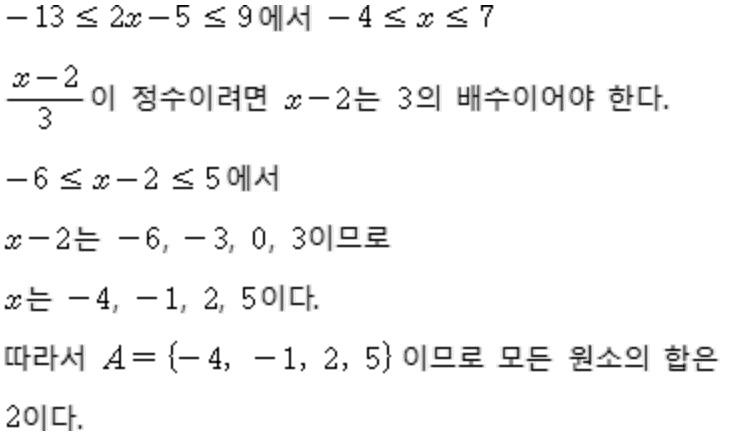 −13 ≤ 2x−5 ≤ 9에서 −4 ≤ x ≤ 7
$\frac{x-2}{3}$이 정수이려면 x−2는 3의 배수이어야 한다.
−6 ≤ x−2 ≤ 5에서
x−2는 −6, −3, 0, 3이므로
x는 −4, −1, 2, 5이다.
따라서 A = {−4, −1, 2, 5}이므로 모든 원소의 합은
2이다.